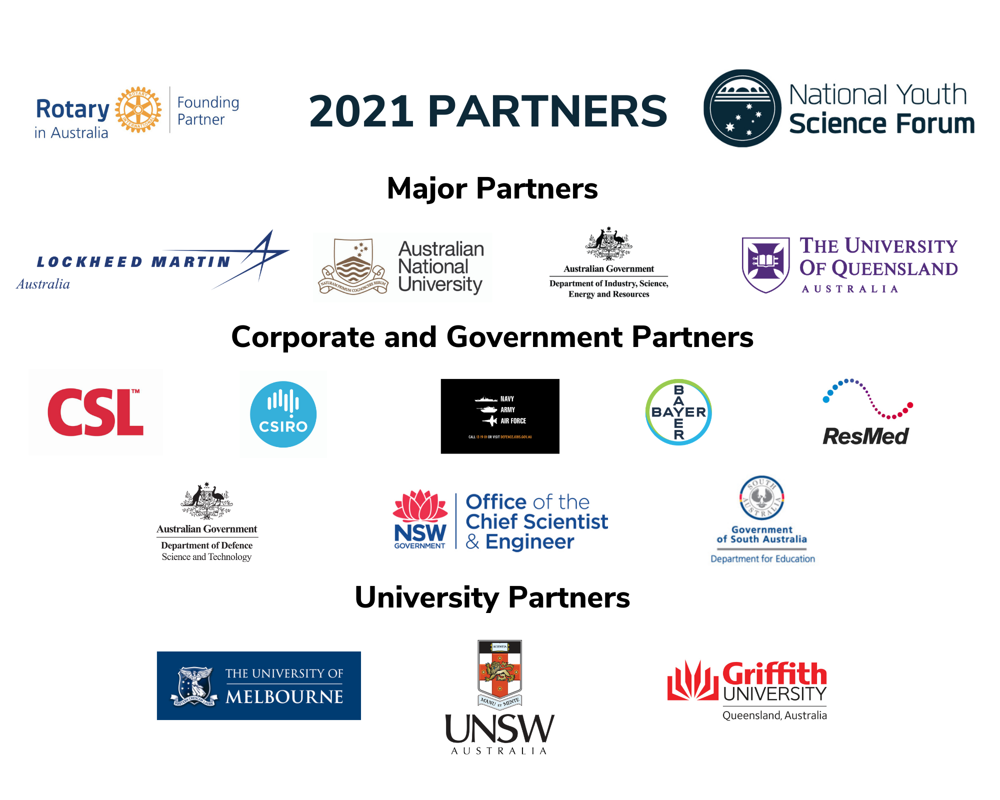 Rotary
in Australia
ROTARY
INTERNATIONAL
Founding
Partner
2021 PARTNERS
National Youth
Science Forum
Major Partners
LOCKHEED MARTIN
Australia
NATURAM PRIMUM COGNOSCERE RERUM
Australian
National
University
AUSTRALIA
Australian Government
Department of Industry, Science,
Energy and Resources
THE UNIVERSITY
OF QUEENSLAND
AUSTRALIA
Corporate and Government Partners
CSL™
CSIRO
NAVY
ARMY
AIR FORCE
CALL 13 19 01 OR VISIT DEFENCEJOBS.GOV.AU
BAYER
BAYER
ResMed
AUSTRALIA
Australian Government
Department of Defence
Science and Technology
NSW
GOVERNMENT
Office of the
Chief Scientist
& Engineer
SOUTH
AUSTRALIA
Government
of South Australia
Department for Education
University Partners
POSTERA CRESCAM LAUDE
THE UNIVERSITY OF
MELBOURNE
SCIENTIA
MANU ET MENTE
UNSW
AUSTRALIA
Griffith
UNIVERSITY
Queensland, Australia